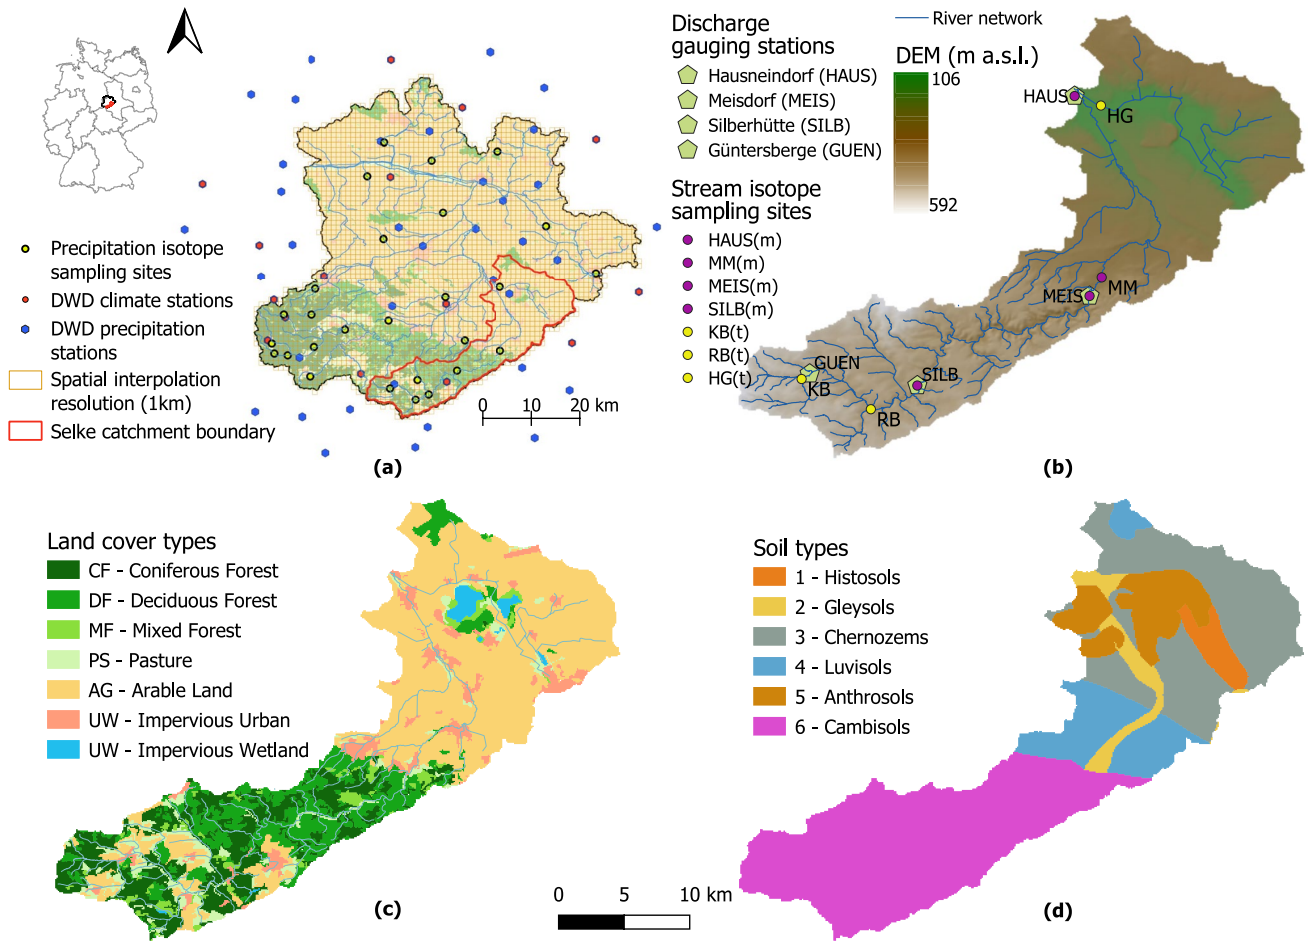 Precipitation isotope
sampling sites
DWD climate stations
DWD precipitation
stations
Spatial interpolation
resolution (1km)
Selke catchment boundary
0 10 20 km
(a)
Discharge
gauging stations
Hausneindorf (HAUS)
Meisdorf (MEIS)
Silberhütte (SILB)
Güntersberge (GUEN)
Stream isotope
sampling sites
HAUS(m)
MM(m)
MEIS(m)
SILB(m)
KB(t)
RB(t)
HG(t)
River network
DEM (m a.s.l.)
106
592
HAUS
HG
MM
MEIS
GUEN
KB
SILB
RB
(b)
Land cover types
CF - Coniferous Forest
DF - Deciduous Forest
MF - Mixed Forest
PS - Pasture
AG - Arable Land
UW - Impervious Urban
UW - Impervious Wetland
(c)
0 5 10 km
Soil types
1 - Histosols
2 - Gleysols
3 - Chernozems
4 - Luvisols
5 - Anthrosols
6 - Cambisols
(d)